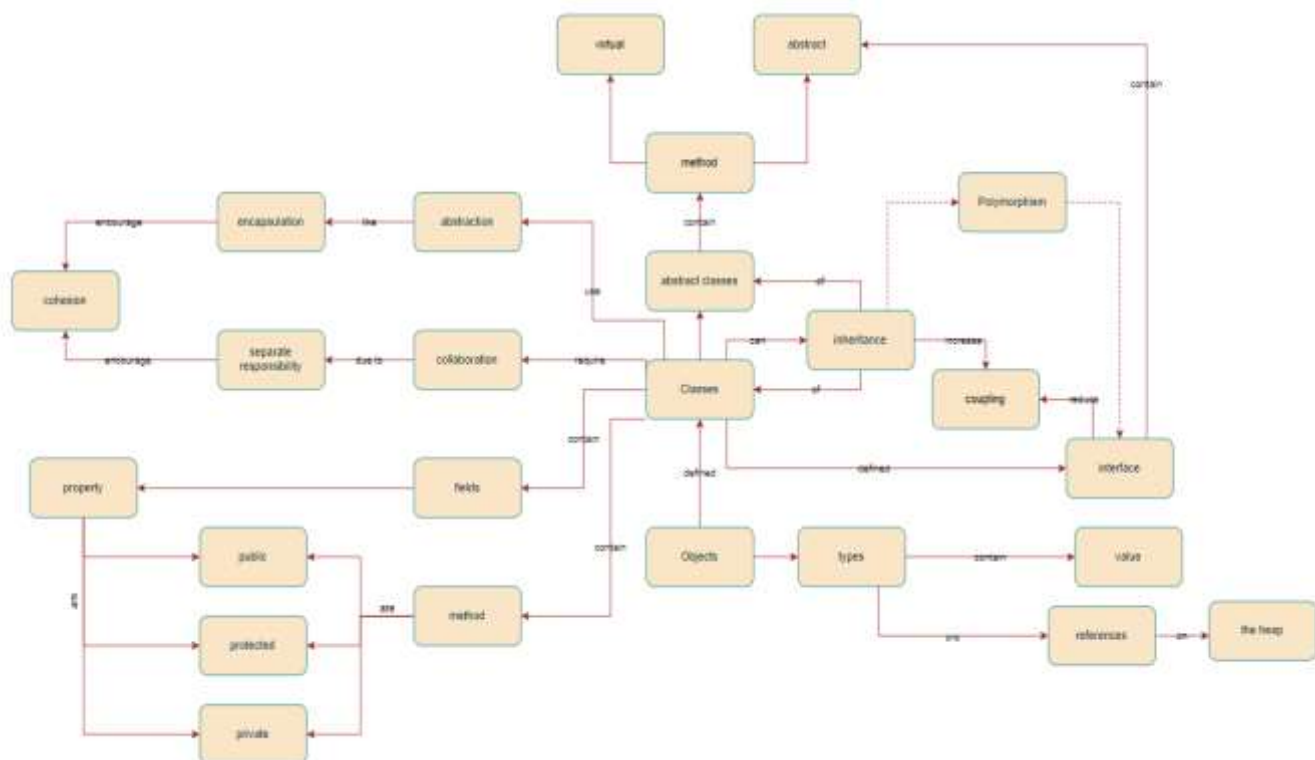 virtual
abstract
contain
method
Polymorphism
encourage
encapsulation
like
abstraction
contain
cohesion
use
abstract classes
of
encourage
separate
responsibility
due to
collaboration
require
can
inheritance
increase
Classes
of
coupling
reduce
contain
property
fields
defined
defined
interface
public
contain
Objects
types
contain
value
are
are
method
protected
are
references
on
the heap
private